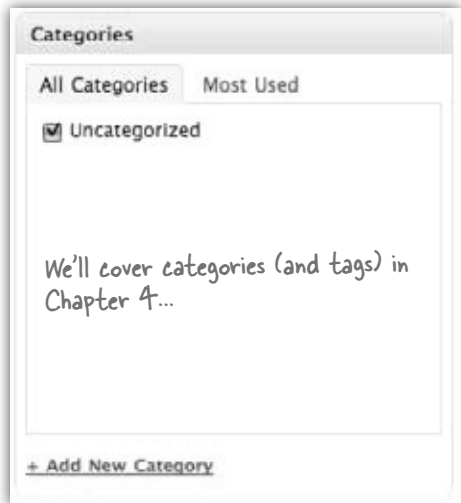 Categories
All Categories Most Used
Uncategorized
We'll cover categories (and tags) in
Chapter 4...
+ Add New Category